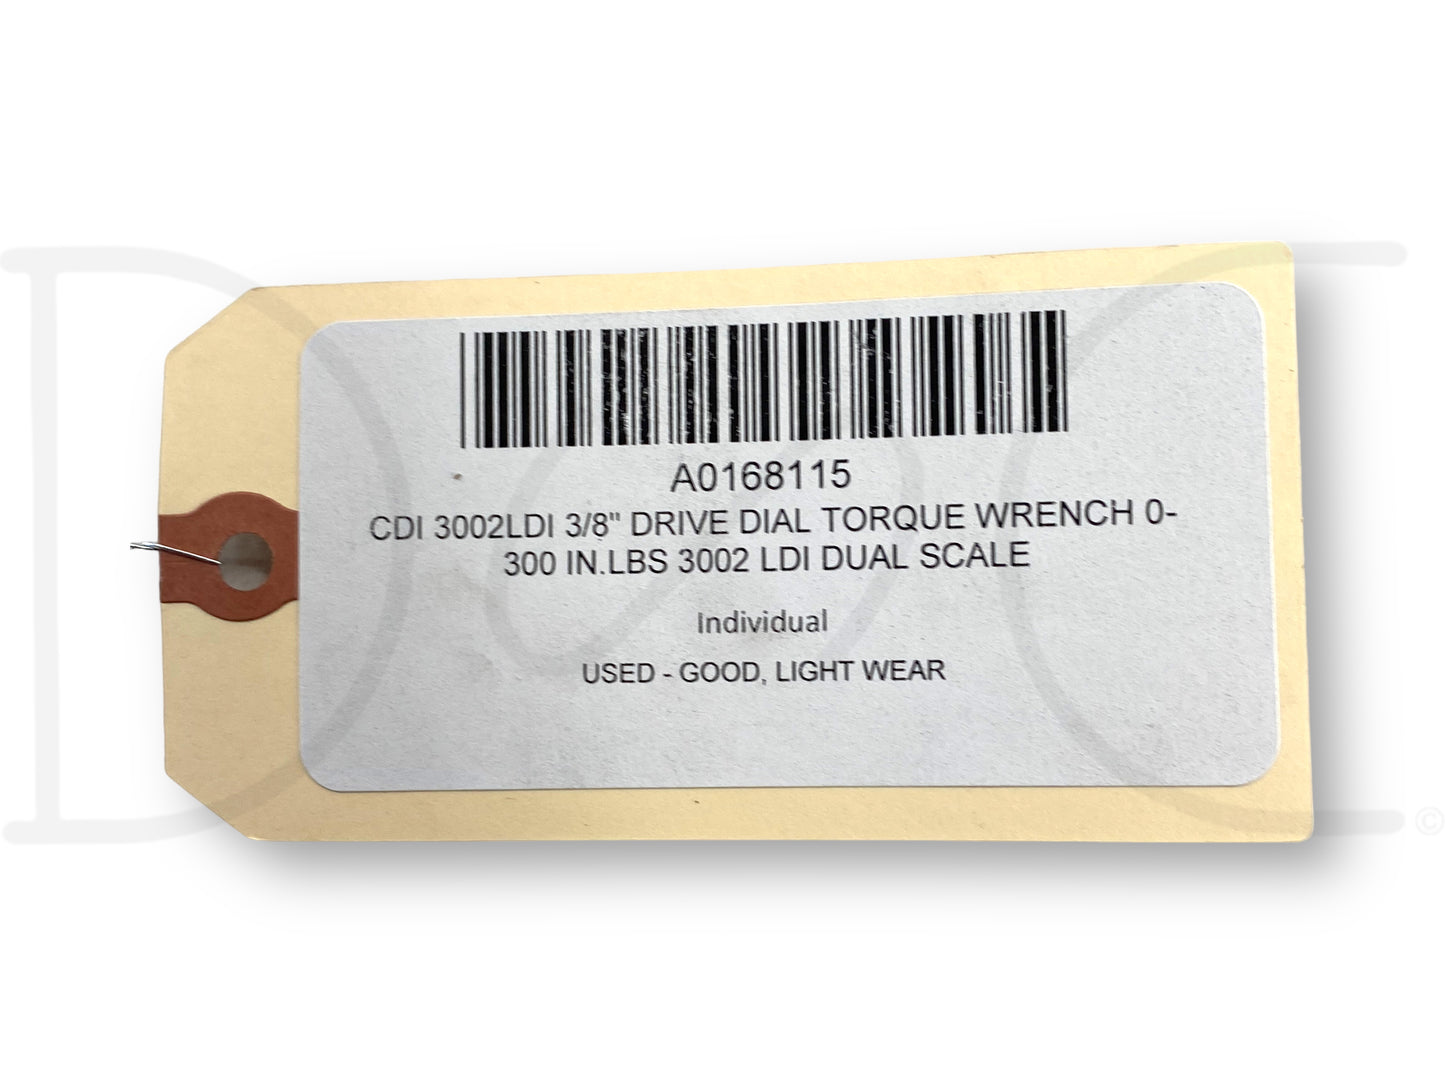 A0168115
CDI 3002LDI 3/8" DRIVE DIAL TORQUE WRENCH 0-
300 IN.LBS 3002 LDI DUAL SCALE
Individual
USED - GOOD, LIGHT WEAR
©